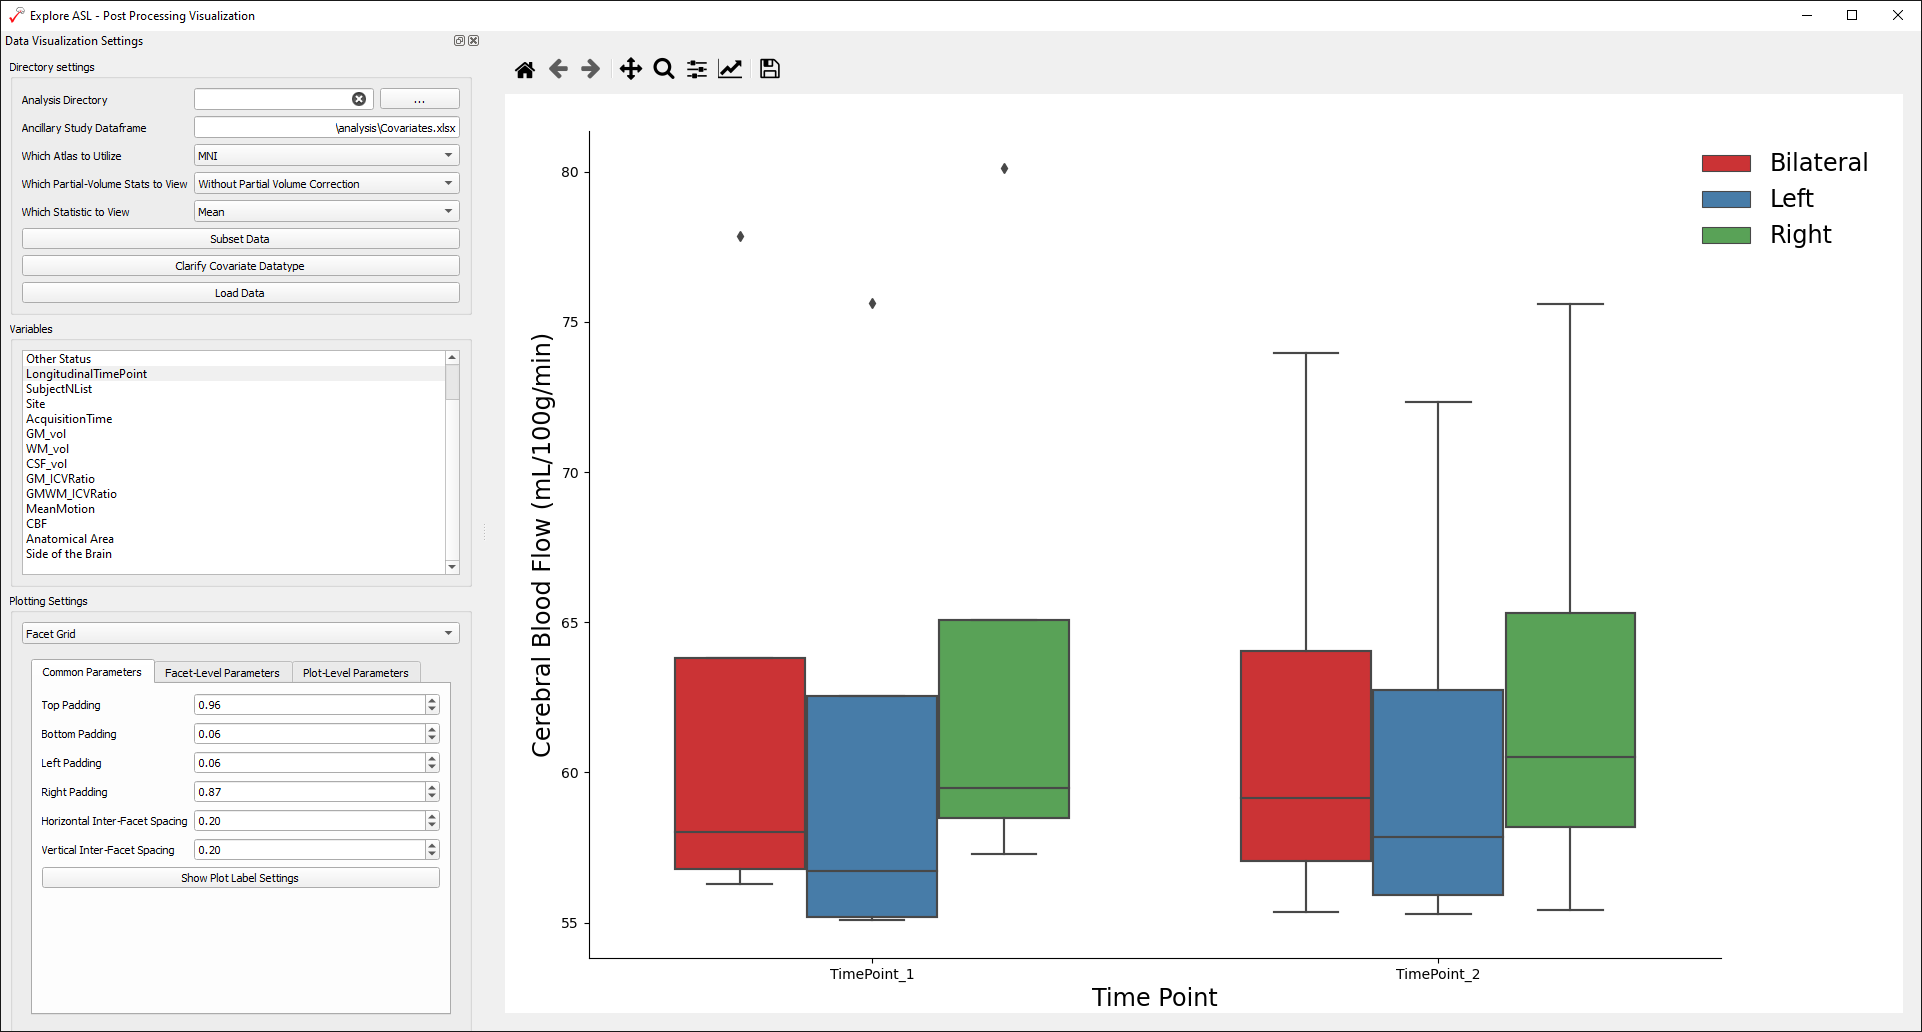 Explore ASL - Post Processing Visualization
Data Visualization Settings
Directory settings
Analysis Directory
...
Ancillary Study Dataframe
\analysis\Covariates.xlsx
Which Atlas to Utilize
MNI
Which Partial-Volume Stats to View
Without Partial Volume Correction
Which Statistic to View
Mean
Subset Data
Clarify Covariate Datatype
Load Data
Variables
Other Status
LongitudinalTimePoint
SubjectNList
Site
AcquisitionTime
GM_vol
WM_vol
CSF_vol
GM_ICVRatio
GMWM_ICVRatio
MeanMotion
CBF
Anatomical Area
Side of the Brain
Plotting Settings
Facet Grid
Common Parameters
Facet-Level Parameters
Plot-Level Parameters
Top Padding
0.96
Bottom Padding
0.06
Left Padding
0.06
Right Padding
0.87
Horizontal Inter-Facet Spacing
0.20
Vertical Inter-Facet Spacing
0.20
Show Plot Label Settings
Cerebral Blood Flow (mL/100g/min)
80
75
70
65
60
55
TimePoint_1
TimePoint_2
Time Point
Bilateral
Left
Right